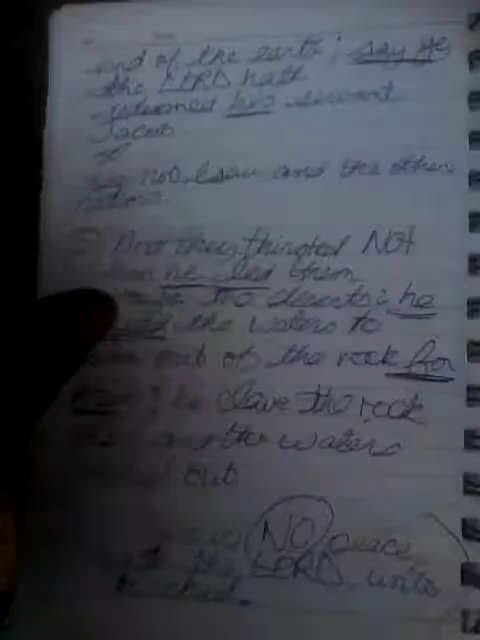 end of the earth; say ye
the LORD hath
redeemed his servant
Jacob
not Esau and the other
5) And they thirsted NOT
he led them
the deserts: he
the waters to
out of the rock for
he clave the rock
the waters
out
NO peace,
the LORD, unto